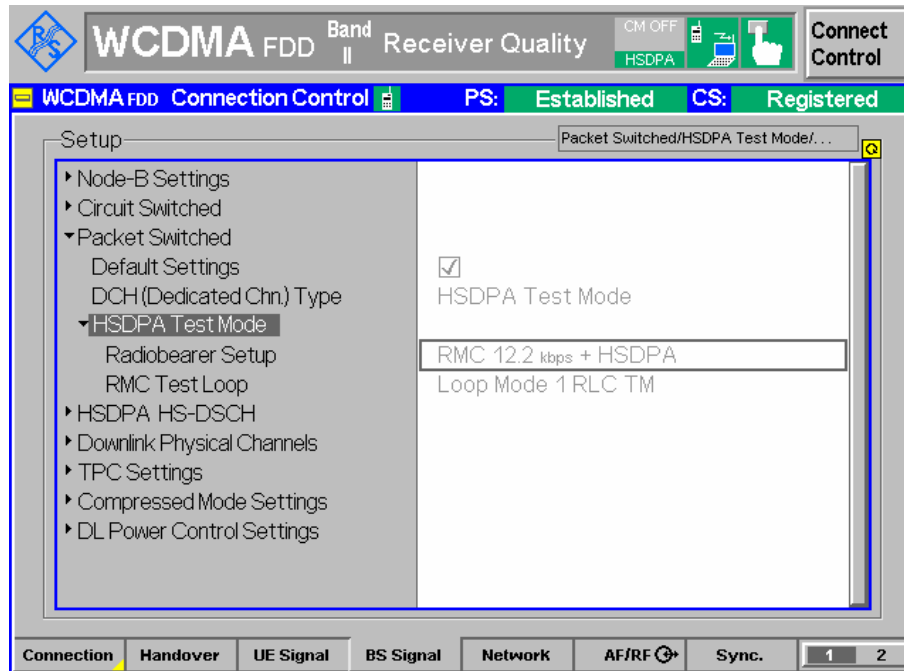 R&S WCDMA FDD Band II Receiver Quality CM OFF HSDPA Connect Control
WCDMA FDD Connection Control PS: Established CS: Registered
Setup Packet Switched/HSDPA Test Mode/...
Node-B Settings
Circuit Switched
Packet Switched
Default Settings
DCH (Dedicated Chn.) Type HSDPA Test Mode
HSDPA Test Mode
Radiobearer Setup RMC 12.2 kbps + HSDPA
RMC Test Loop Loop Mode 1 RLC TM
HSDPA HS-DSCH
Downlink Physical Channels
TPC Settings
Compressed Mode Settings
DL Power Control Settings
Connection Handover UE Signal BS Signal Network AF/RF Sync. 1 2